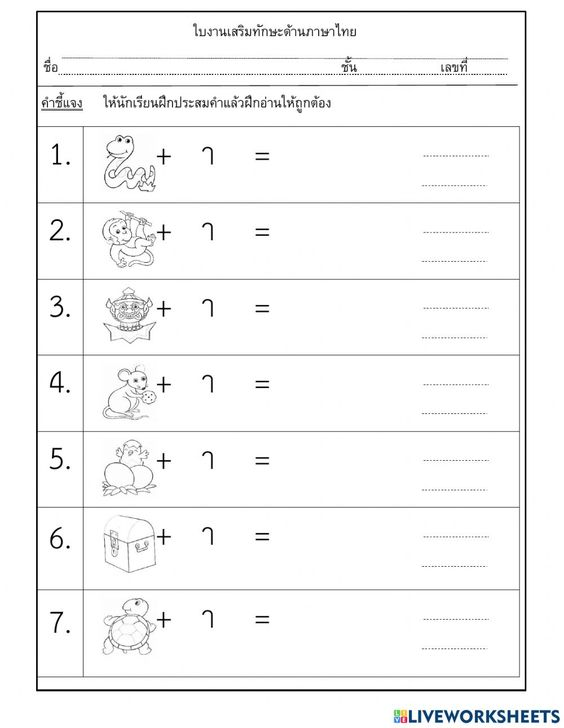 ใบงานเสริมทักษะด้านภาษาไทย
ชื่อ ชั้น เลขที่
คำชี้แจง ให้นักเรียนฝึกประสมคำแล้วฝึกอ่านให้ถูกต้อง
1. + า =
2. + า =
3. + า =
4. + า =
5. + า =
6. + า =
7. + า =
LIVEWORKSHEETS